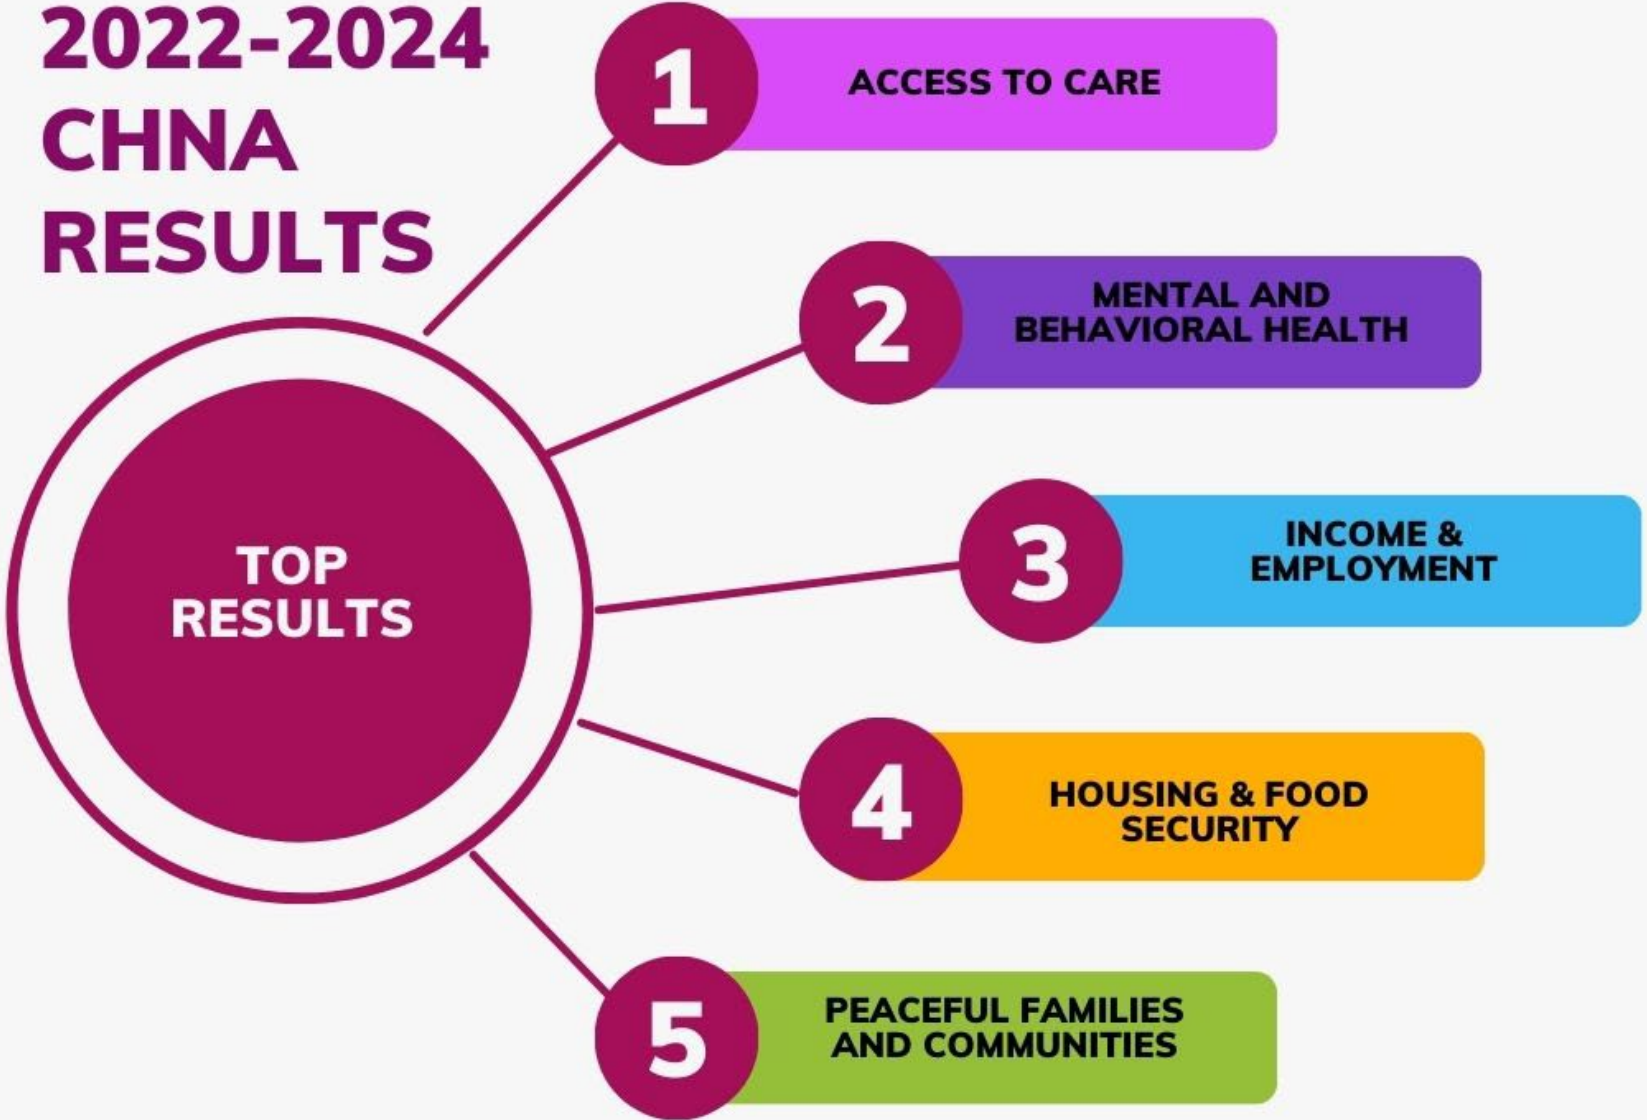 2022-2024
CHNA
RESULTS
TOP
RESULTS
1
ACCESS TO CARE
2
MENTAL AND
BEHAVIORAL HEALTH
3
INCOME &
EMPLOYMENT
4
HOUSING & FOOD
SECURITY
5
PEACEFUL FAMILIES
AND COMMUNITIES